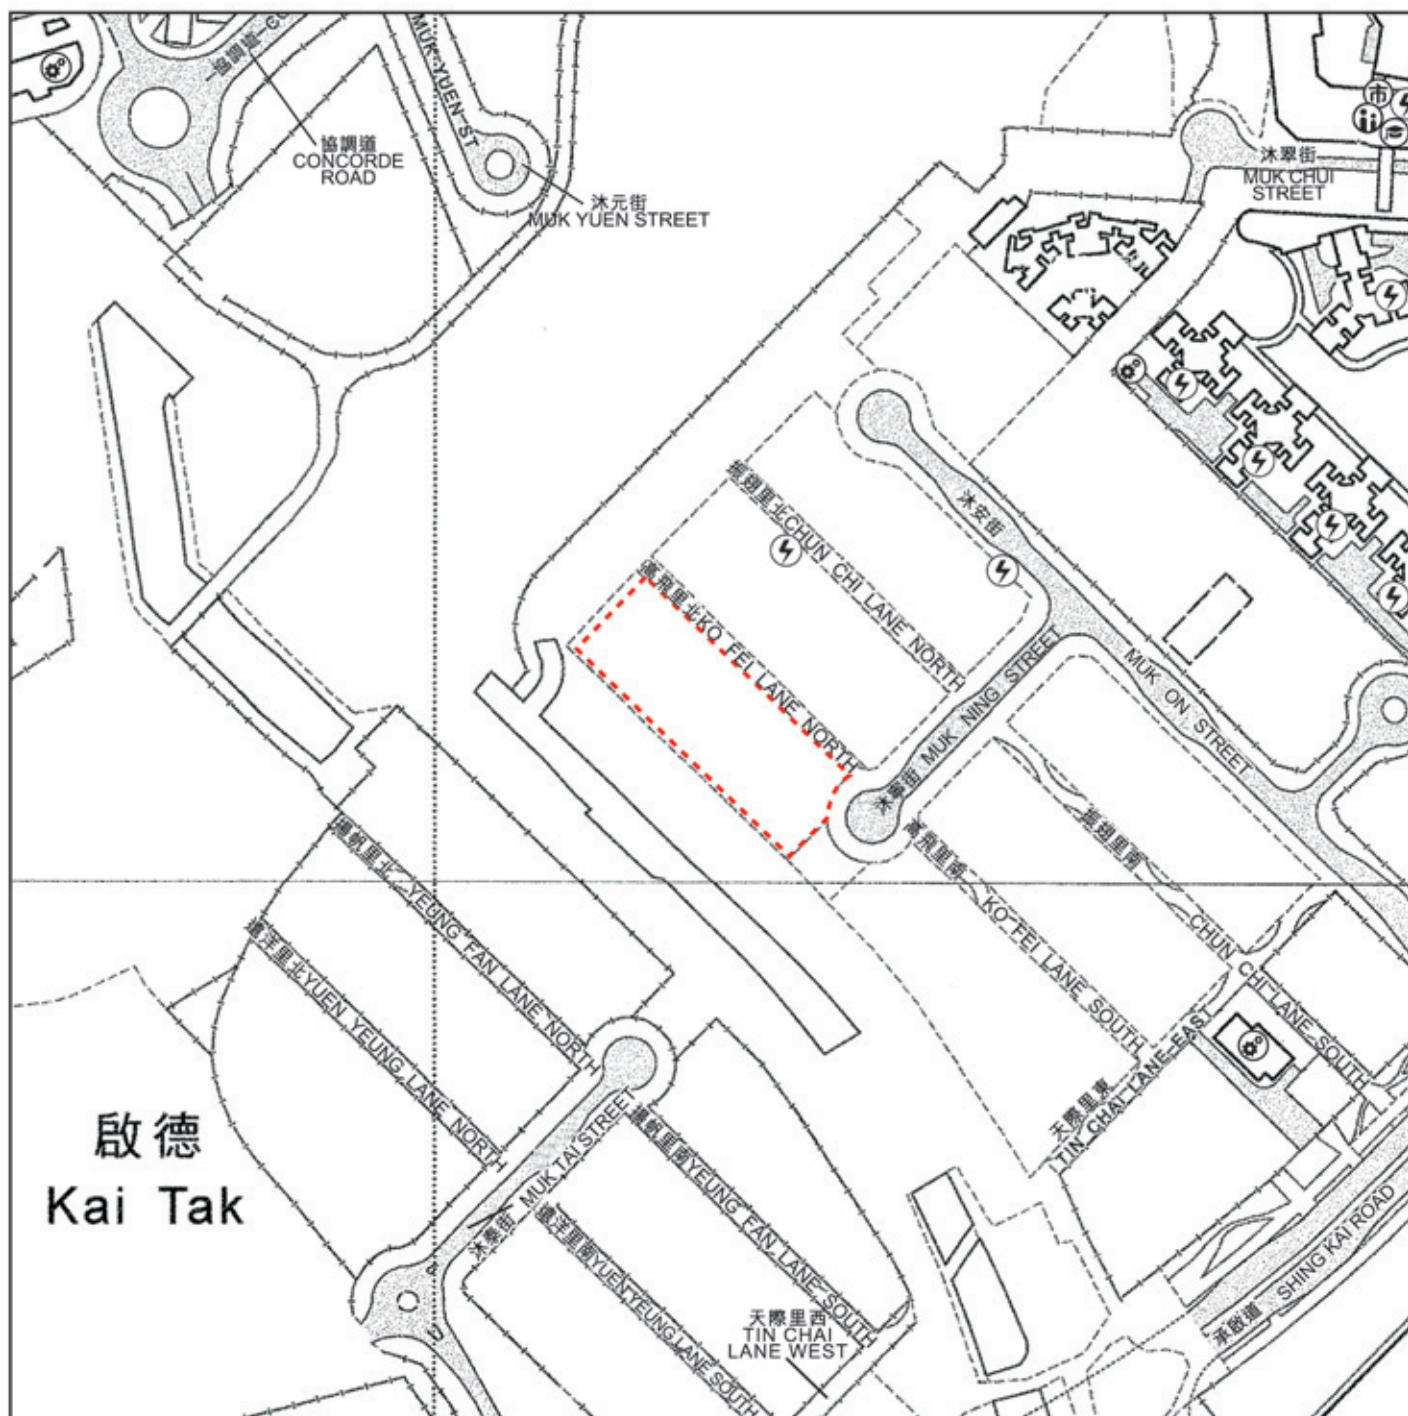 協調道
CONCORDE
ROAD
MUK YUEN ST
沐元街
MUK YUEN STREET
沐翠街
MUK CHUI
STREET
市
振翅里北 CHUN CHI LANE NORTH
沐安街
MUK ON STREET
高飛里北 KO FEI LANE NORTH
沐寧街 MUK NING STREET
高飛里南 KO FEI LANE SOUTH
振翅里南 CHUN CHI LANE SOUTH
揚帆里北 YEUNG FAN LANE NORTH
遠洋里北 YUEN YEUNG LANE NORTH
天際里東
TIN CHAI LANE EAST
啟德
Kai Tak
沐泰街 MUK TAI STREET
揚帆里南 YEUNG FAN LANE SOUTH
遠洋里南 YUEN YEUNG LANE SOUTH
天際里西
TIN CHAI
LANE WEST
承啟道 SHING KAI ROAD